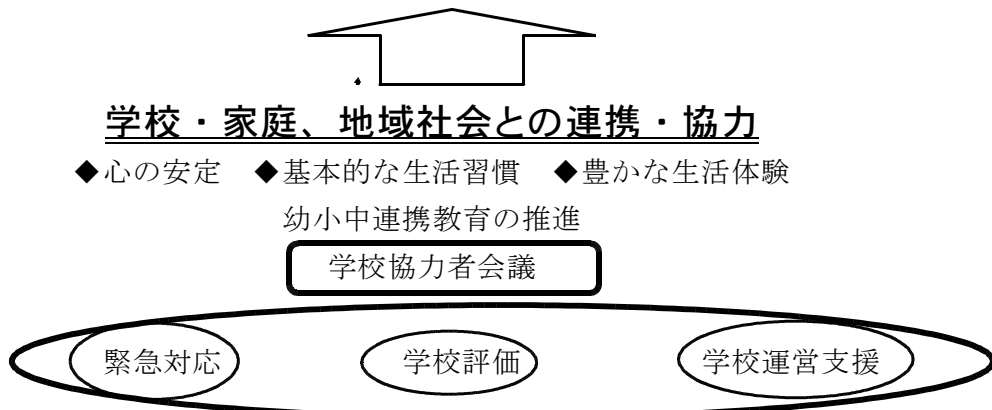 学校・家庭、地域社会との連携・協力
◆心の安定　◆基本的な生活習慣　◆豊かな生活体験
幼小中連携教育の推進
学校協力者会議
緊急対応　学校評価　学校運営支援